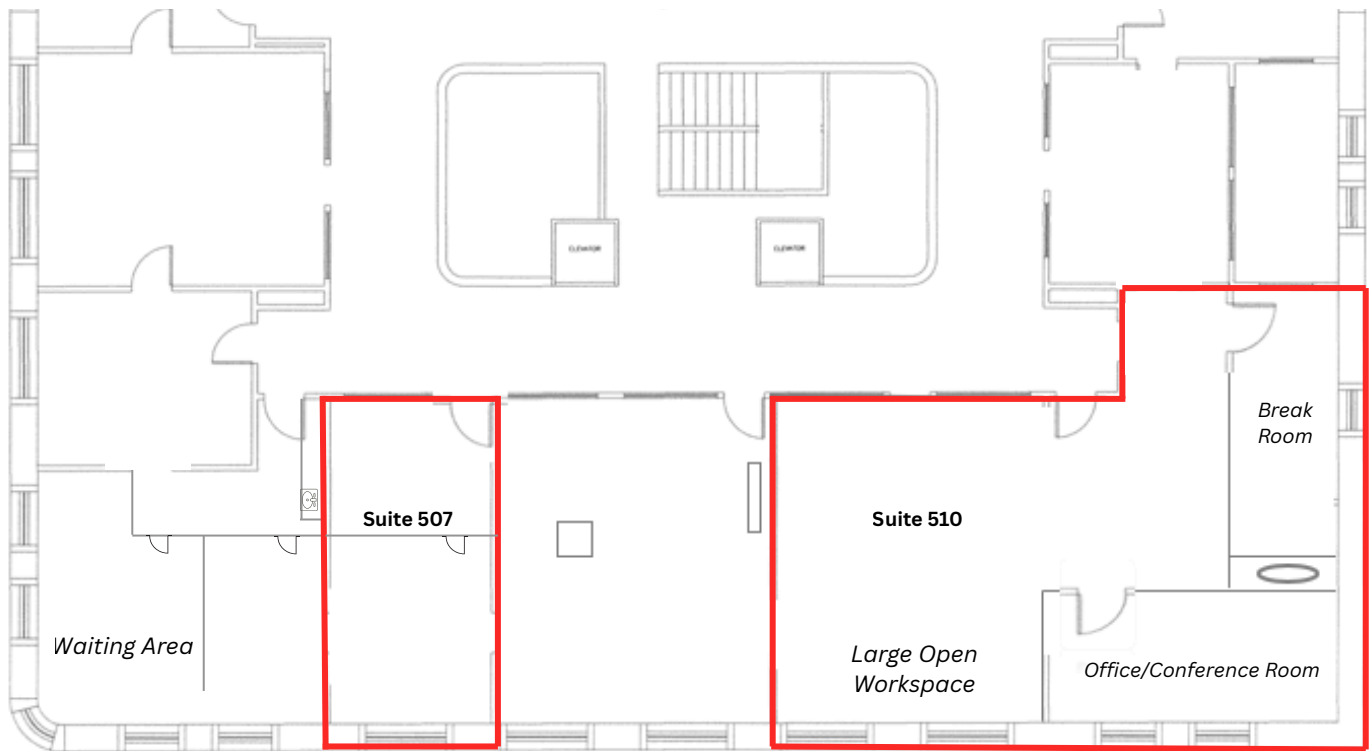 ELEVATOR
ELEVATOR
Break
Room
Suite 507
Suite 510
Waiting Area
Large Open
Workspace
Office/Conference Room